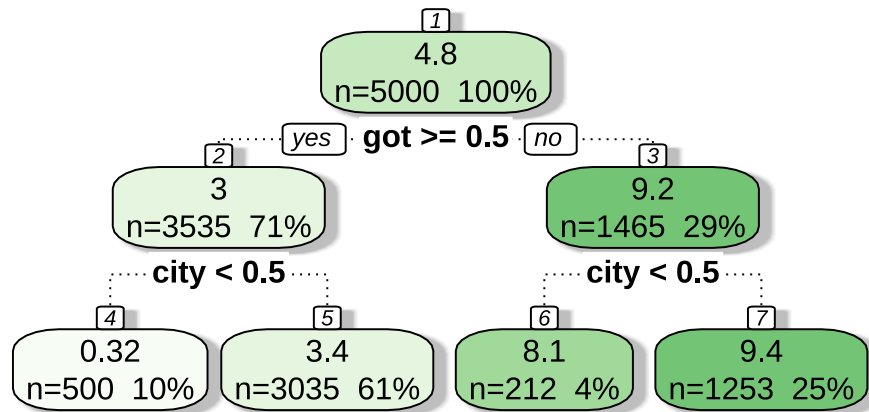 1
4.8
n=5000 100%
yes got >= 0.5 no
2
3
n=3535 71%
3
9.2
n=1465 29%
city < 0.5
city < 0.5
4
0.32
n=500 10%
5
3.4
n=3035 61%
6
8.1
n=212 4%
7
9.4
n=1253 25%